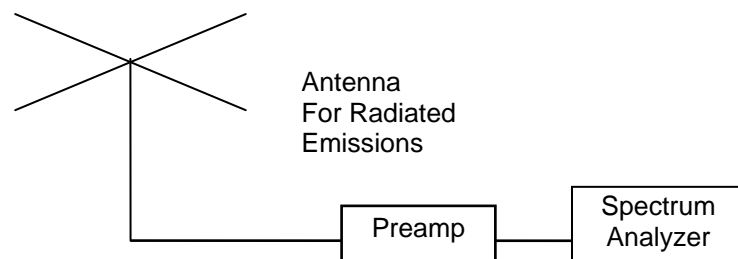 Antenna
For Radiated
Emissions
Preamp
Spectrum
Analyzer